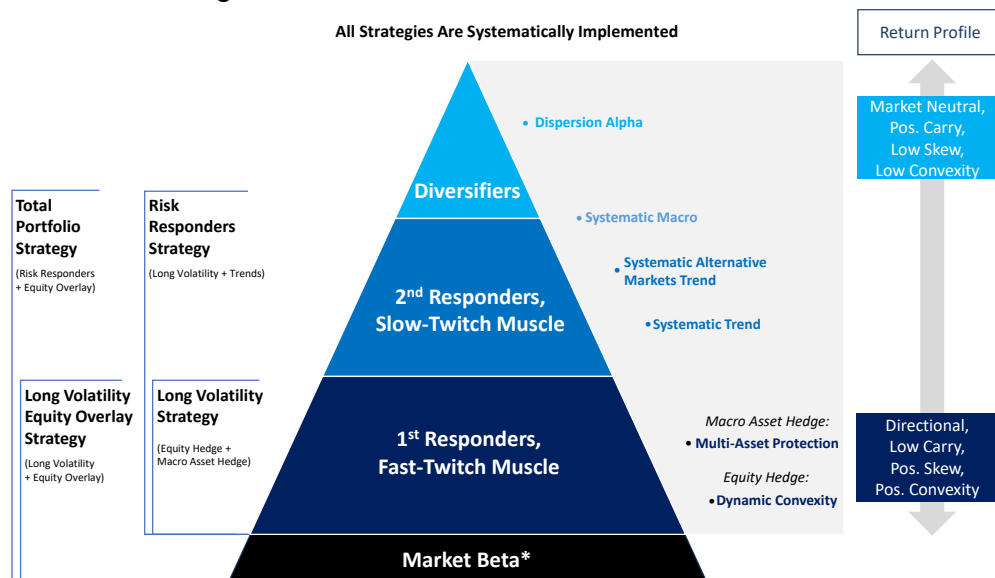 All Strategies Are Systematically Implemented
Return Profile
Market Neutral,
Pos. Carry,
Low Skew,
Low Convexity
• Dispersion Alpha
Diversifiers
Total
Portfolio
Strategy
(Risk Responders
+ Equity Overlay)
Risk
Responders
Strategy
(Long Volatility + Trends)
• Systematic Macro
• Systematic Alternative
Markets Trend
• Systematic Trend
2nd Responders,
Slow-Twitch Muscle
Long Volatility
Equity Overlay
Strategy
(Long Volatility
+ Equity Overlay)
Long Volatility
Strategy
(Equity Hedge +
Macro Asset Hedge)
1st Responders,
Fast-Twitch Muscle
Macro Asset Hedge:
• Multi-Asset Protection
Equity Hedge:
• Dynamic Convexity
Directional,
Low Carry,
Pos. Skew,
Pos. Convexity
Market Beta*